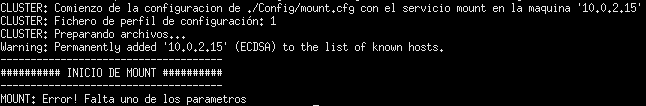 CLUSTER: Comienzo de la configuracion de ./Config/mount.cfg con el servicio mount en la maquina '10.0.2.15'
CLUSTER: Fichero de perfil de configuración: 1
CLUSTER: Preparando archivos...
Warning: Permanently added '10.0.2.15' (ECDSA) to the list of known hosts.
-------------------------------------
########## INICIO DE MOUNT ##########
-------------------------------------
MOUNT: Error! Falta uno de los parametros